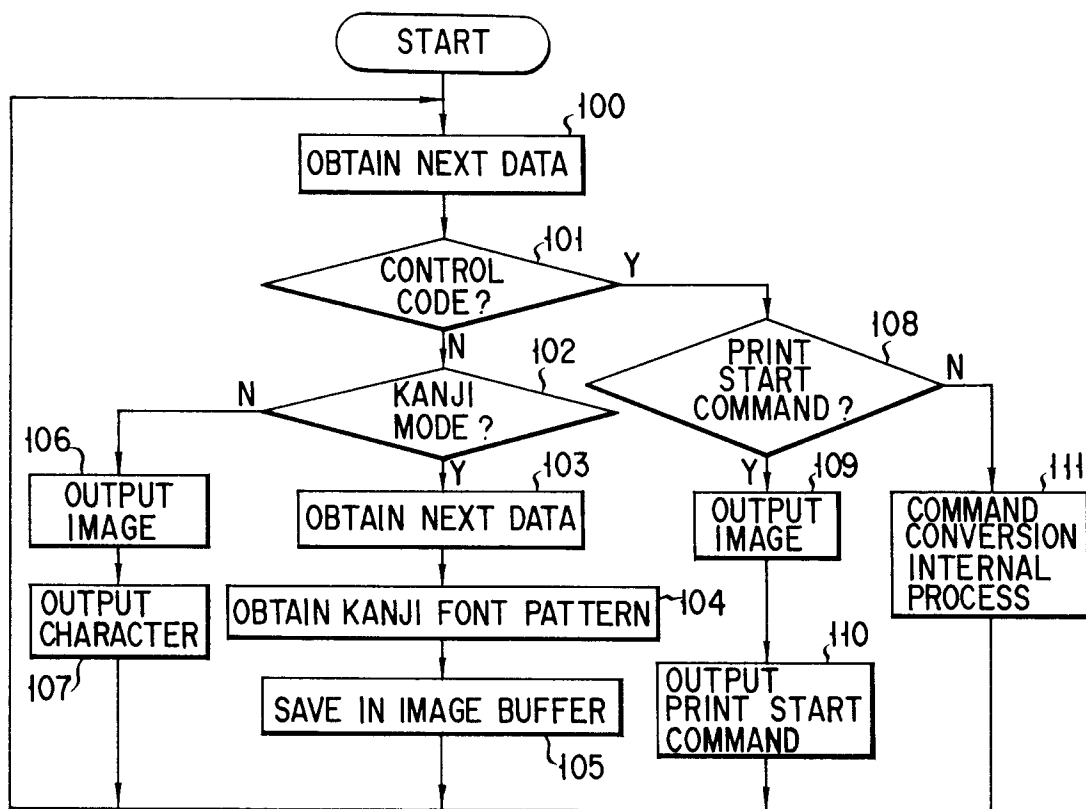 START
100
OBTAIN NEXT DATA
101
CONTROL
CODE?
Y
N
102
KANJI
MODE?
N
Y
108
PRINT
START
COMMAND?
N
Y
106
OUTPUT
IMAGE
103
OBTAIN NEXT DATA
109
OUTPUT
IMAGE
111
COMMAND
CONVERSION
INTERNAL
PROCESS
OUTPUT
CHARACTER
107
OBTAIN KANJI FONT PATTERN
104
SAVE IN IMAGE BUFFER
105
110
OUTPUT
PRINT START
COMMAND